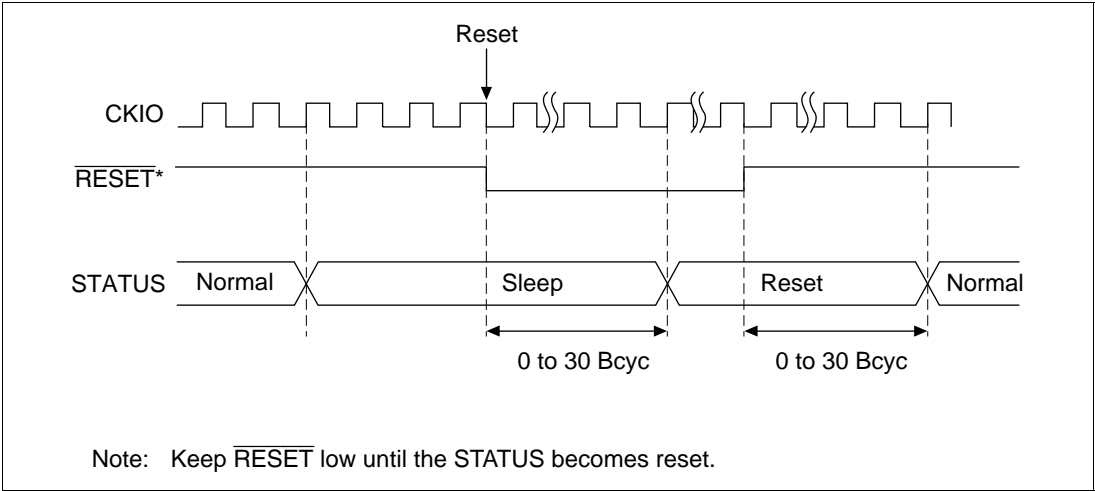 Reset
CKIO
RESET*
STATUS Normal Sleep Reset Normal
0 to 30 Bcyc 0 to 30 Bcyc
Note: Keep RESET low until the STATUS becomes reset.